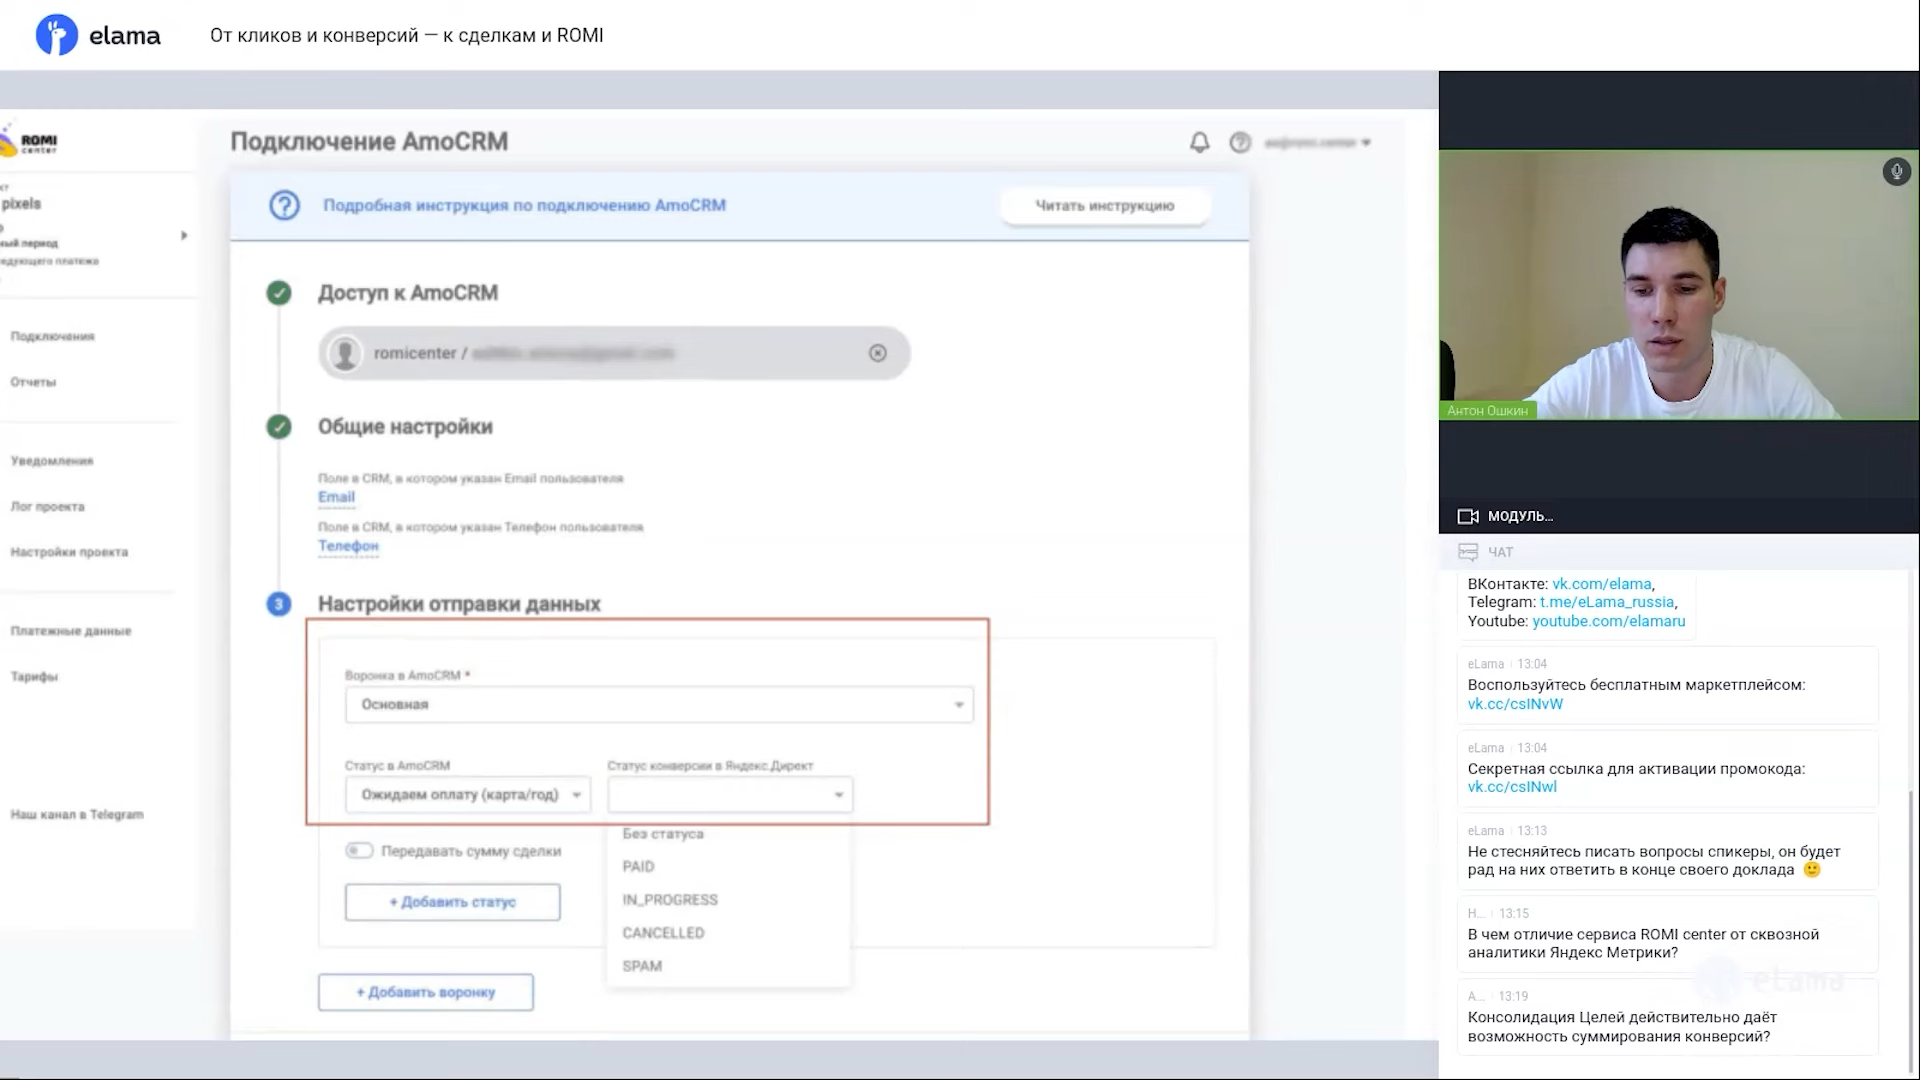 elama
От кликов и конверсий — к сделкам и ROMI
ROMI
center
pixels
Подключения
Отчеты
Уведомления
Лог проекта
Настройки проекта
Платежные данные
Тарифы
Наш канал в Telegram
Подключение AmoCRM
Подробная инструкция по подключению AmoCRM
Читать инструкцию
Доступ к AmoCRM
romicenter /
Общие настройки
Поле в CRM, в котором указан Email пользователя
Email
Поле в CRM, в котором указан Телефон пользователя
Телефон
3
Настройки отправки данных
Воронка в AmoCRM *
Основная
Статус в AmoCRM
Статус конверсии в Яндекс.Директ
Ожидаем оплату (карта/год)
Без статуса
PAID
IN_PROGRESS
CANCELLED
SPAM
Передавать сумму сделки
+ Добавить статус
+ Добавить воронку
Антон Ошкин
МОДУЛЬ...
ЧАТ
ВКонтакте: vk.com/elama,
Telegram: t.me/eLama_russia,
Youtube: youtube.com/elamaru
eLama 13:04
Воспользуйтесь бесплатным маркетплейсом:
vk.cc/csINvW
eLama 13:04
Секретная ссылка для активации промокода:
vk.cc/csINwl
eLama 13:13
Не стесняйтесь писать вопросы спикеры, он будет
рад на них ответить в конце своего доклада
Н... 13:15
В чем отличие сервиса ROMI center от сквозной
аналитики Яндекс Метрики?
А... 13:19
Консолидация Целей действительно даёт
возможность суммирования конверсий?
eLama